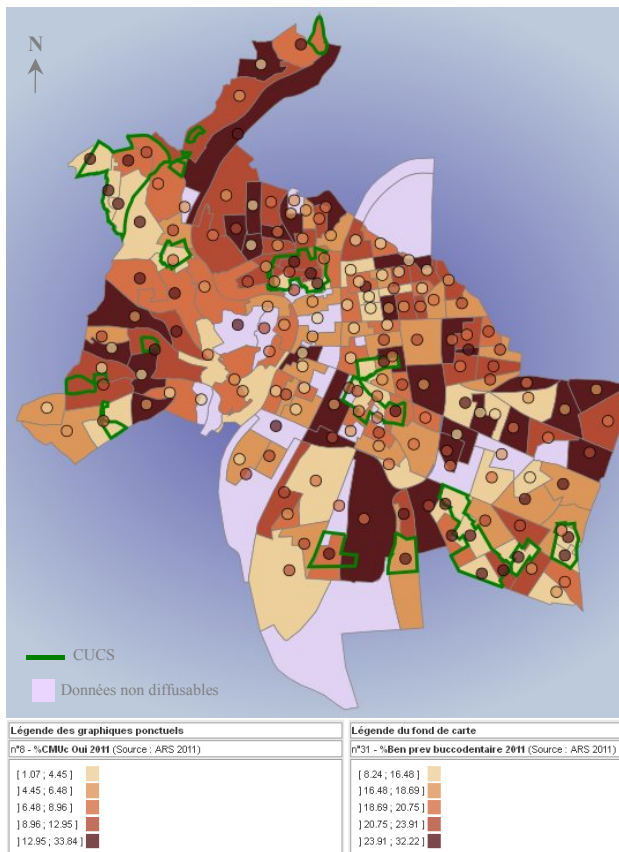 N
CUCS
Données non diffusables
Légende des graphiques ponctuels
n°8 - %CMUc Oui 2011 (Source : ARS 2011)
[ 1.07 ; 4.45 ]
] 4.45 ; 6.48 ]
] 6.48 ; 8.96 ]
] 8.96 ; 12.95 ]
] 12.95 ; 33.84 ]
Légende du fond de carte
n°31 - %Ben prev buccodentaire 2011 (Source : ARS 2011)
[ 8.24 ; 16.48 ]
] 16.48 ; 18.69 ]
] 18.69 ; 20.75 ]
] 20.75 ; 23.91 ]
] 23.91 ; 32.22 ]